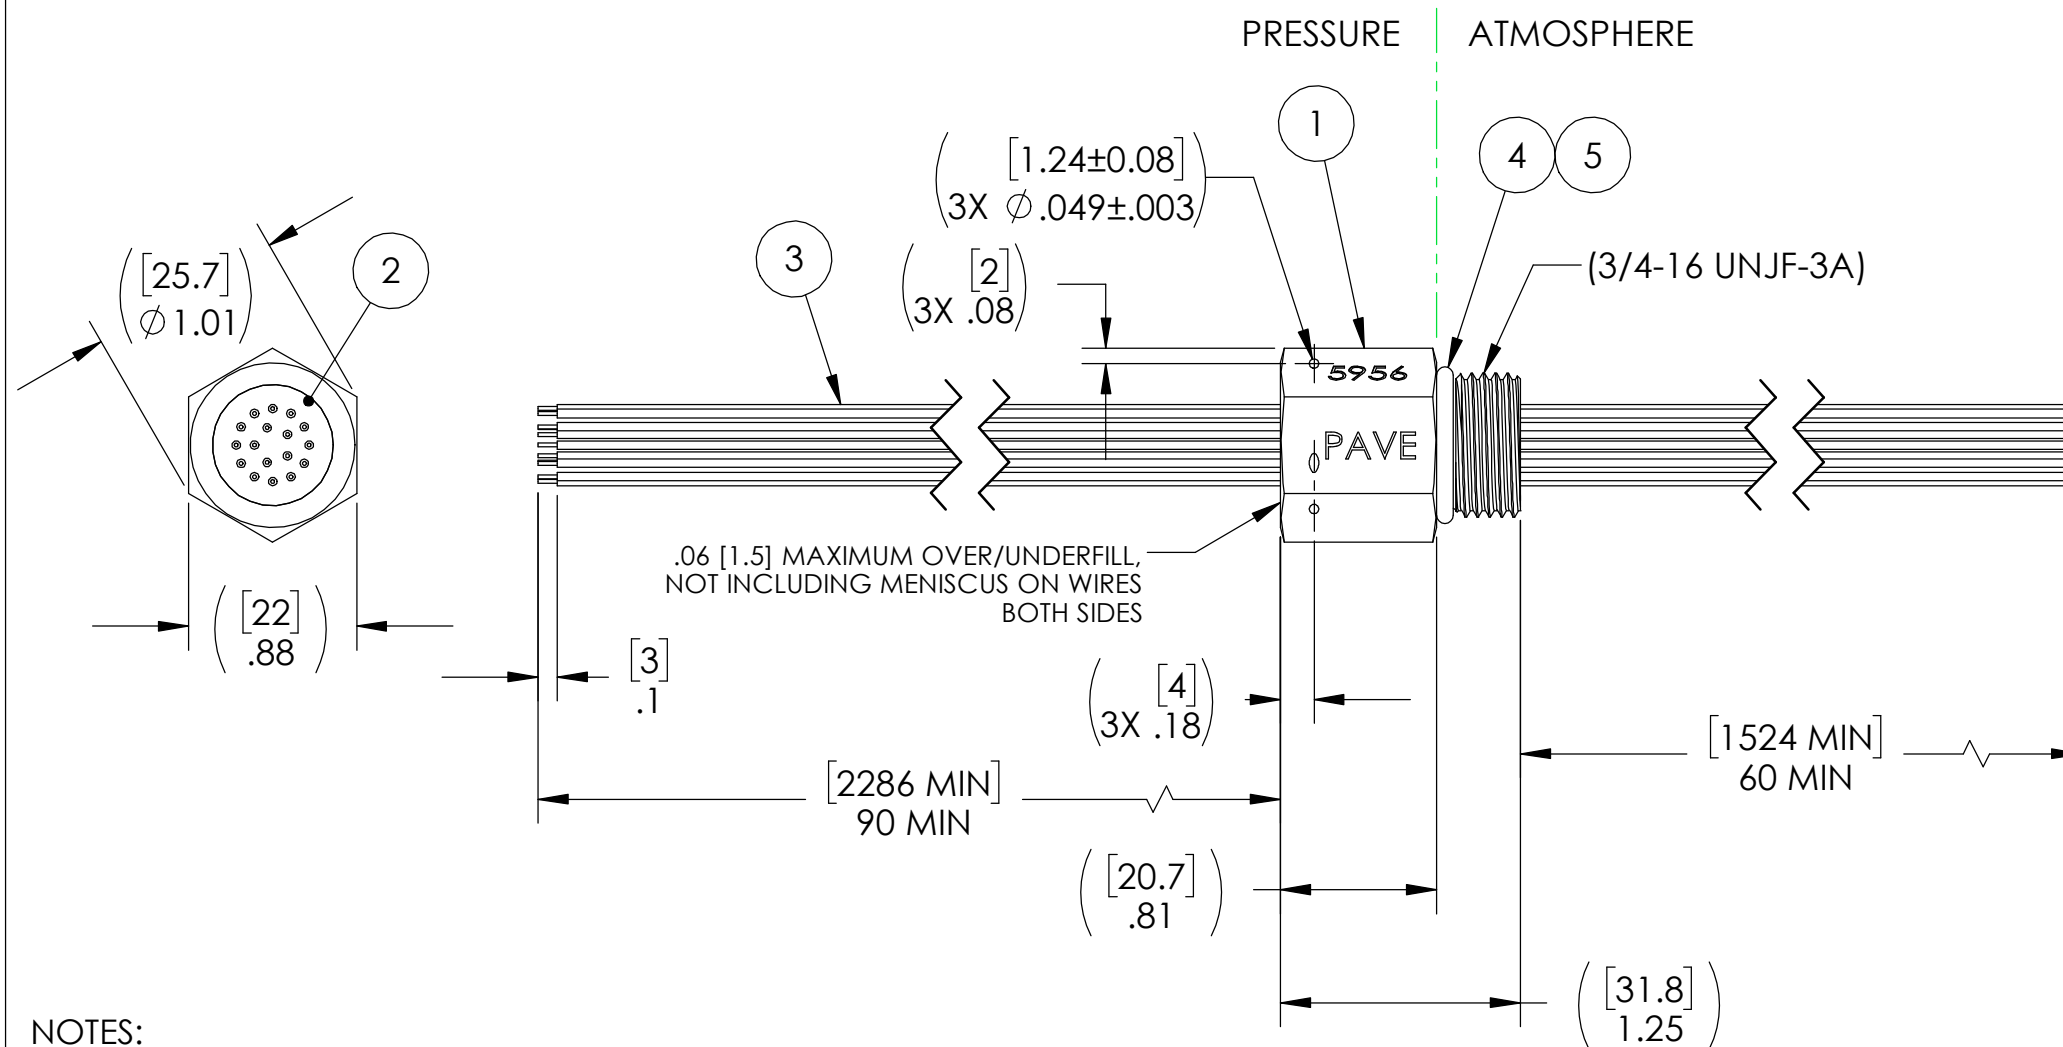 PRESSURE
ATMOSPHERE
1
4
5
[1.24±0.08]
3X Ø .049±.003
2
3
[25.7]
Ø 1.01
[2]
3X .08
(3/4-16 UNJF-3A)
5956
PAVE
.06 [1.5] MAXIMUM OVER/UNDERFILL,
NOT INCLUDING MENISCUS ON WIRES
BOTH SIDES
[22]
.88
[3]
.1
[4]
3X .18
[1524 MIN]
60 MIN
[2286 MIN]
90 MIN
[20.7]
.81
[31.8]
1.25
NOTES: